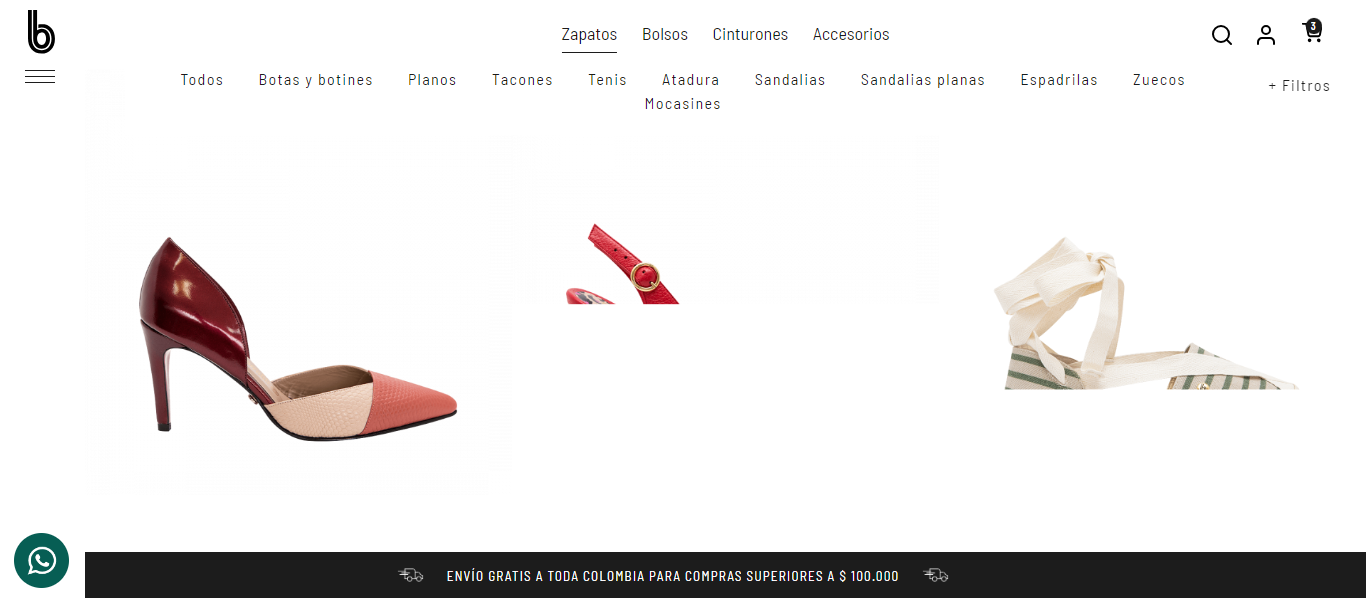 b
Zapatos Bolsos Cinturones Accesorios
3
Todos Botas y botines Planos Tacones Tenis Atadura Sandalias Sandalias planas Espadrilas Zuecos
+ Filtros
Mocasines
ENVÍO GRATIS A TODA COLOMBIA PARA COMPRAS SUPERIORES A $ 100.000